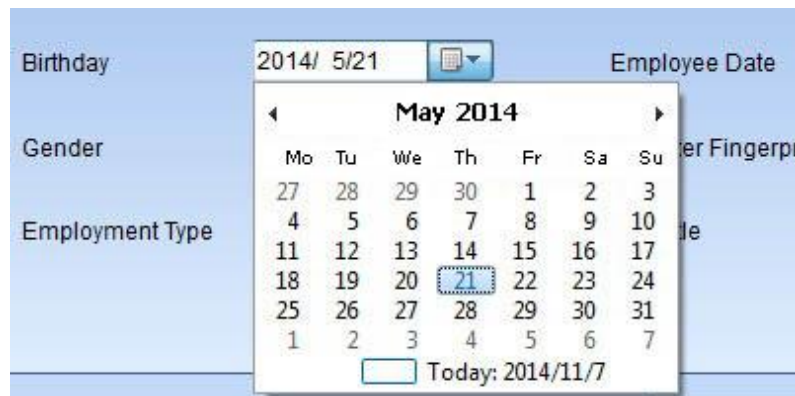 Birthday 2014/ 5/21 Employee Date
May 2014
Gender
Mo Tu We Th Fr Sa Su
27 28 29 30 1 2 3
4 5 6 7 8 9 10
Employment Type
11 12 13 14 15 16 17
18 19 20 21 22 23 24
25 26 27 28 29 30 31
1 2 3 4 5 6 7
Today: 2014/11/7